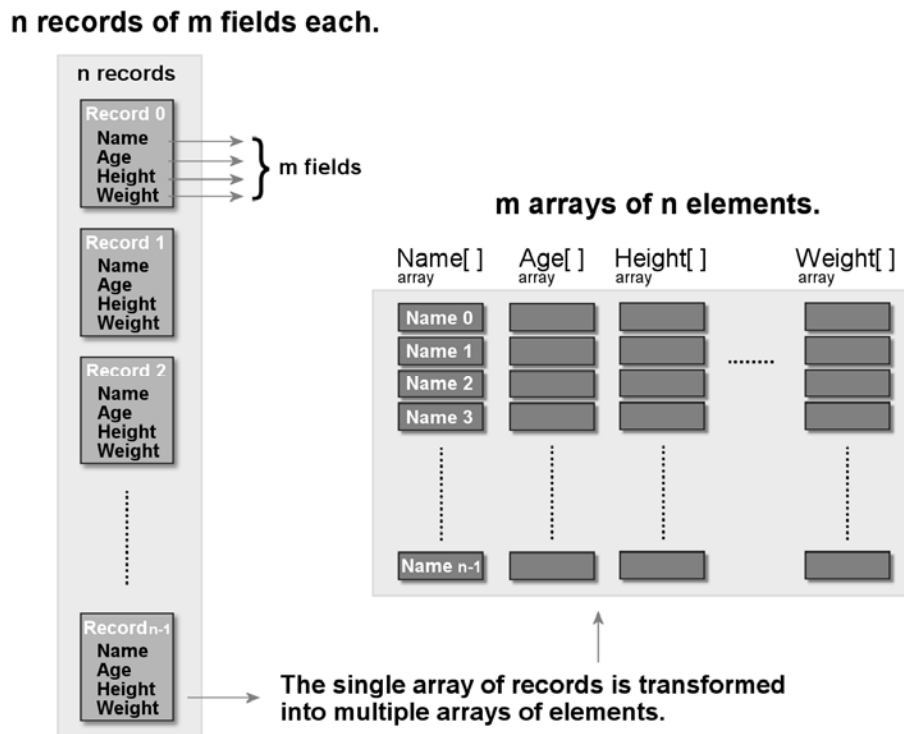 n records of m fields each.
n records
Record 0
Name
Age
Height
Weight
m fields
Record 1
Name
Age
Height
Weight
Record 2
Name
Age
Height
Weight
Record n-1
Name
Age
Height
Weight
m arrays of n elements.
Name[ ] Age[ ] Height[ ] Weight[ ]
array array array array
Name 0
Name 1
Name 2
Name 3
Name n-1
The single array of records is transformed
into multiple arrays of elements.